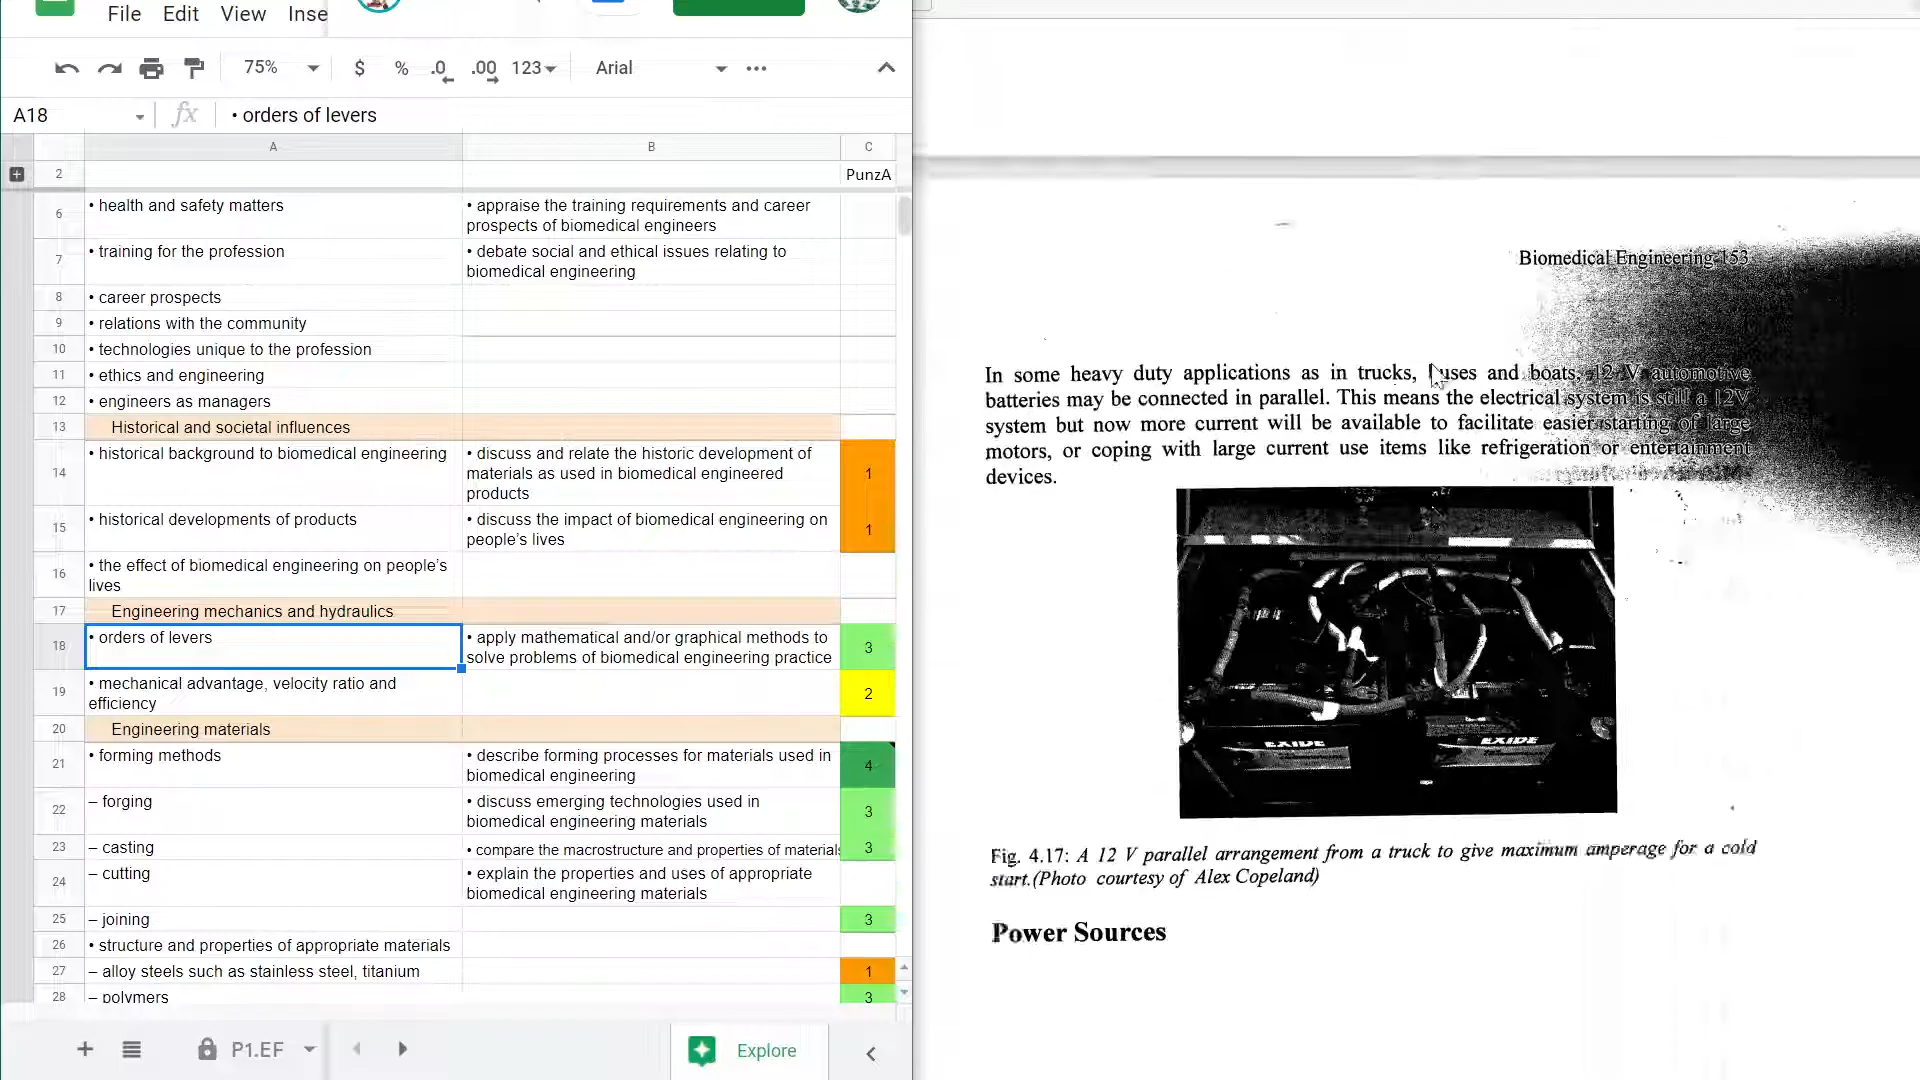 File Edit View Inse
75% $ % .0 .00 123 Arial
A18 fx • orders of levers
A B C
2 PunzA
6 • health and safety matters • appraise the training requirements and career
prospects of biomedical engineers
7 • training for the profession • debate social and ethical issues relating to
biomedical engineering
8 • career prospects
9 • relations with the community
10 • technologies unique to the profession
11 • ethics and engineering
12 • engineers as managers
13 Historical and societal influences
14 • historical background to biomedical engineering • discuss and relate the historic development of
materials as used in biomedical engineered
products 1
15 • historical developments of products • discuss the impact of biomedical engineering on
people's lives 1
16 • the effect of biomedical engineering on people's
lives
17 Engineering mechanics and hydraulics
18 • orders of levers • apply mathematical and/or graphical methods to
solve problems of biomedical engineering practice 3
19 • mechanical advantage, velocity ratio and
efficiency 2
20 Engineering materials
21 • forming methods • describe forming processes for materials used in
biomedical engineering 4
22 – forging • discuss emerging technologies used in
biomedical engineering materials 3
23 – casting • compare the macrostructure and properties of materials 3
24 – cutting • explain the properties and uses of appropriate
biomedical engineering materials
25 – joining 3
26 • structure and properties of appropriate materials
27 – alloy steels such as stainless steel, titanium 1
28 – polymers 3
P1.EF Explore
Biomedical Engineering 153
In some heavy duty applications as in trucks, buses and boats, 12 V automotive
batteries may be connected in parallel. This means the electrical system is still a 12V
system but now more current will be available to facilitate easier starting of large
motors, or coping with large current use items like refrigeration or entertainment
devices.
EXIDE EXIDE
Fig. 4.17: A 12 V parallel arrangement from a truck to give maximum amperage for a cold
start.(Photo courtesy of Alex Copeland)
Power Sources